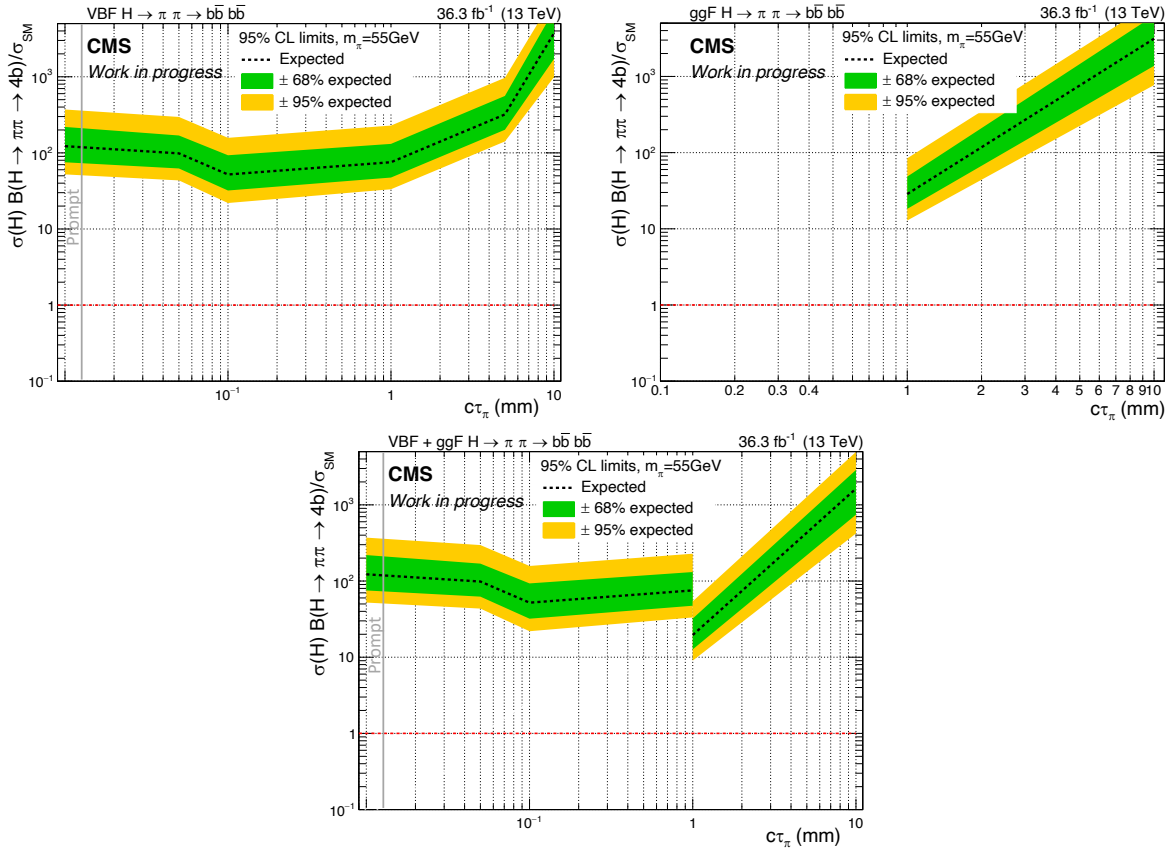 VBF H → π π → bb̅ bb̅
36.3 fb⁻¹ (13 TeV)
CMS
Work in progress
95% CL limits, mπ=55GeV
Expected
± 68% expected
± 95% expected
σ(H) B(H → ππ → 4b)/σSM
10³
10²
10
1
10⁻¹
Prompt
10⁻¹
1
10
cτπ (mm)
ggF H → π π → bb̅ bb̅
36.3 fb⁻¹ (13 TeV)
CMS
Work in progress
95% CL limits, mπ=55GeV
Expected
± 68% expected
± 95% expected
σ(H) B(H → ππ → 4b)/σSM
10³
10²
10
1
10⁻¹
0.1 0.2 0.3 0.4 1 2 3 4 5 6 7 8 910
cτπ (mm)
VBF + ggF H → π π → bb̅ bb̅
36.3 fb⁻¹ (13 TeV)
CMS
Work in progress
95% CL limits, mπ=55GeV
Expected
± 68% expected
± 95% expected
σ(H) B(H → ππ → 4b)/σSM
10³
10²
10
1
10⁻¹
Prompt
10⁻¹
1
10
cτπ (mm)